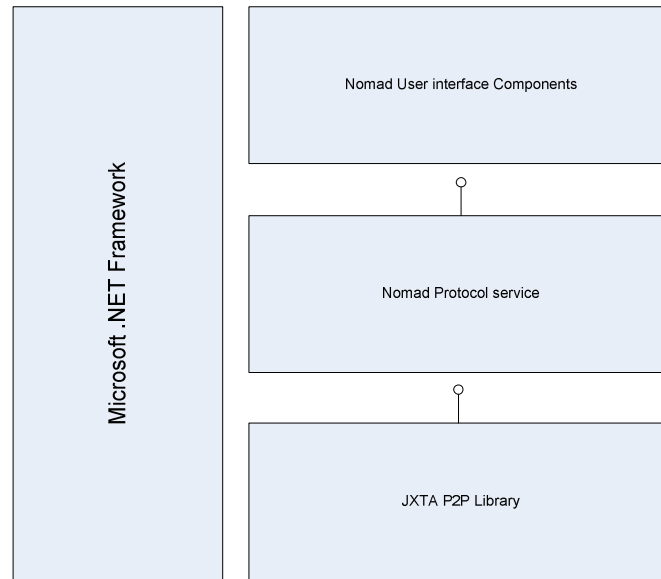 Microsoft .NET Framework
Nomad User interface Components
Nomad Protocol service
JXTA P2P Library